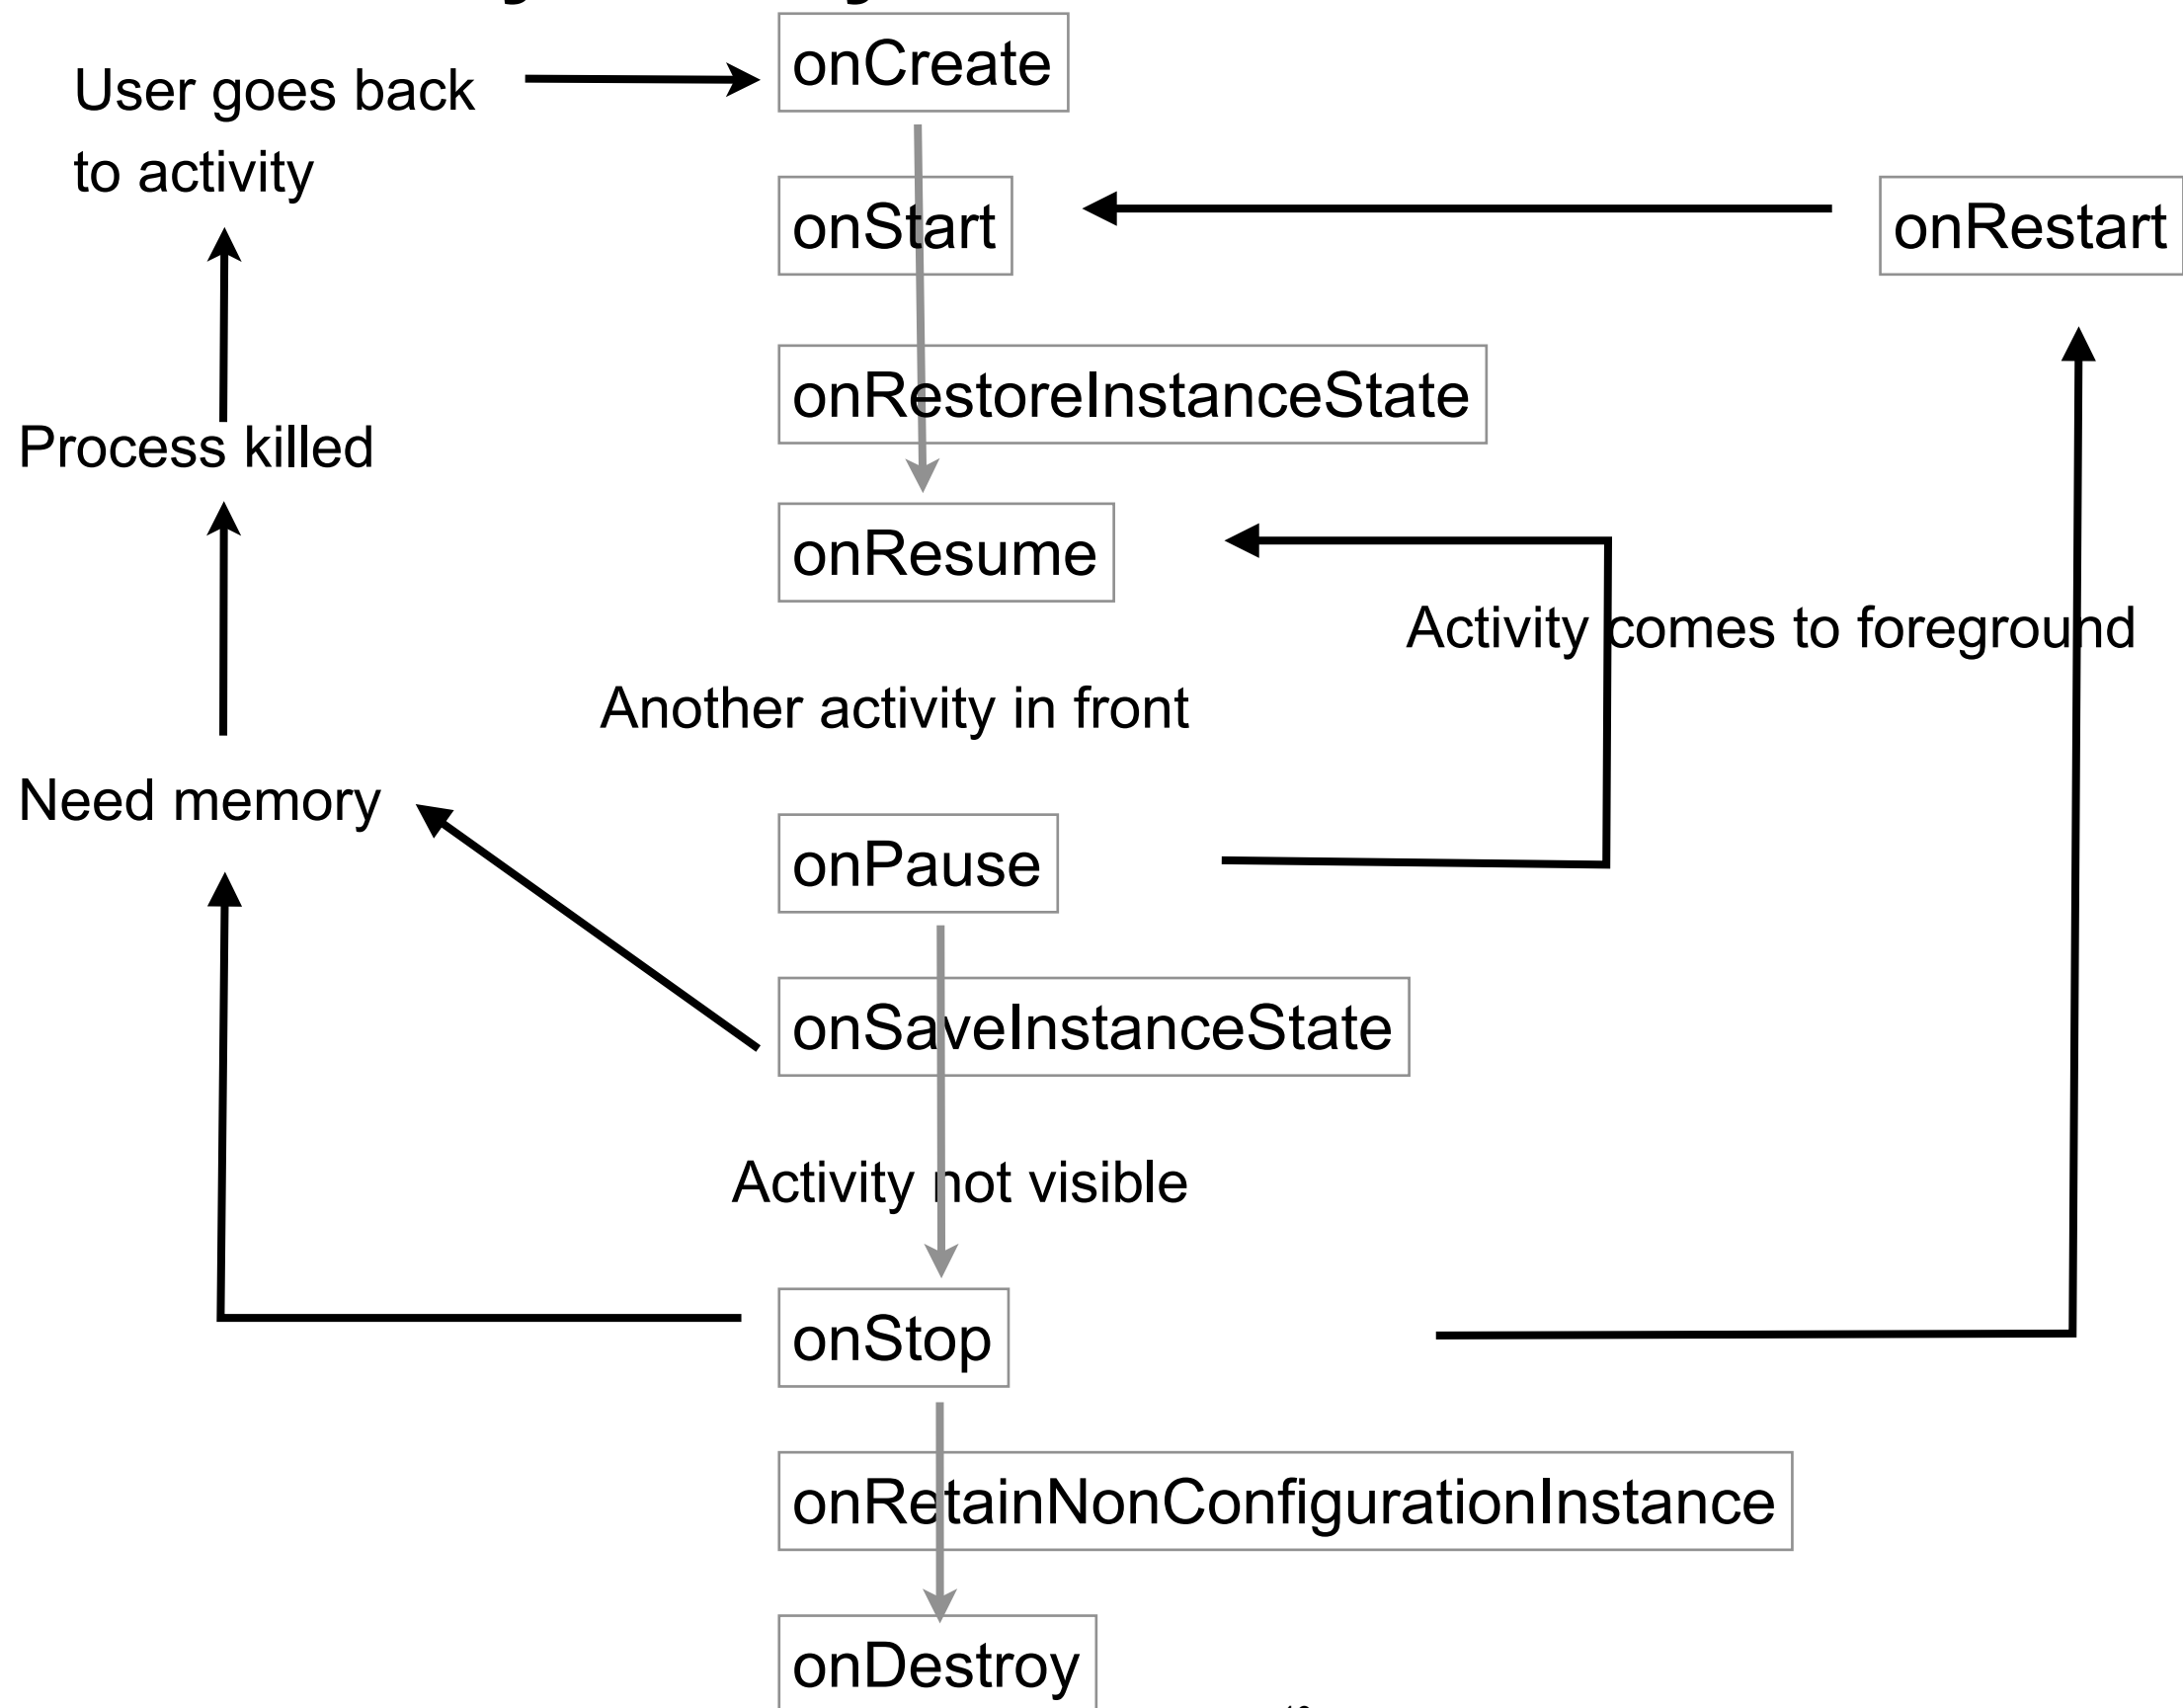 onCreate
User goes back
to activity
onStart
onRestart
onRestoreInstanceState
Process killed
onResume
Activity comes to foreground
Another activity in front
Need memory
onPause
onSaveInstanceState
Activity not visible
onStop
onRetainNonConfigurationInstance
onDestroy